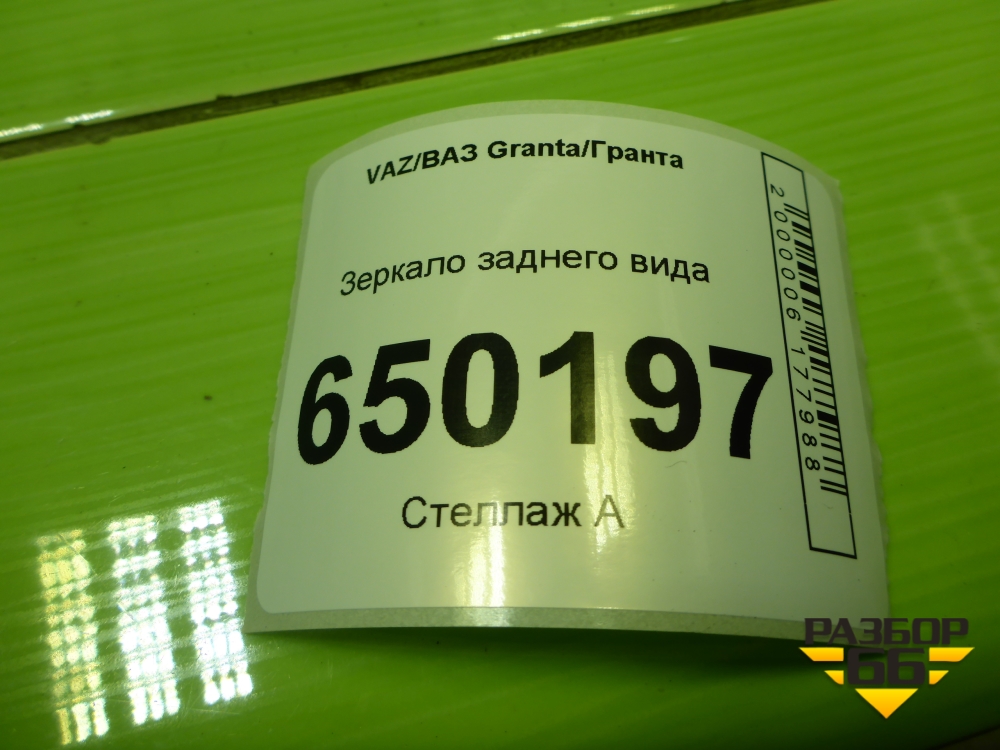 VAZ/ВАЗ Granta/Гранта
Зеркало заднего вида
650197
Стеллаж А
2000006177988
РАЗБОР
66